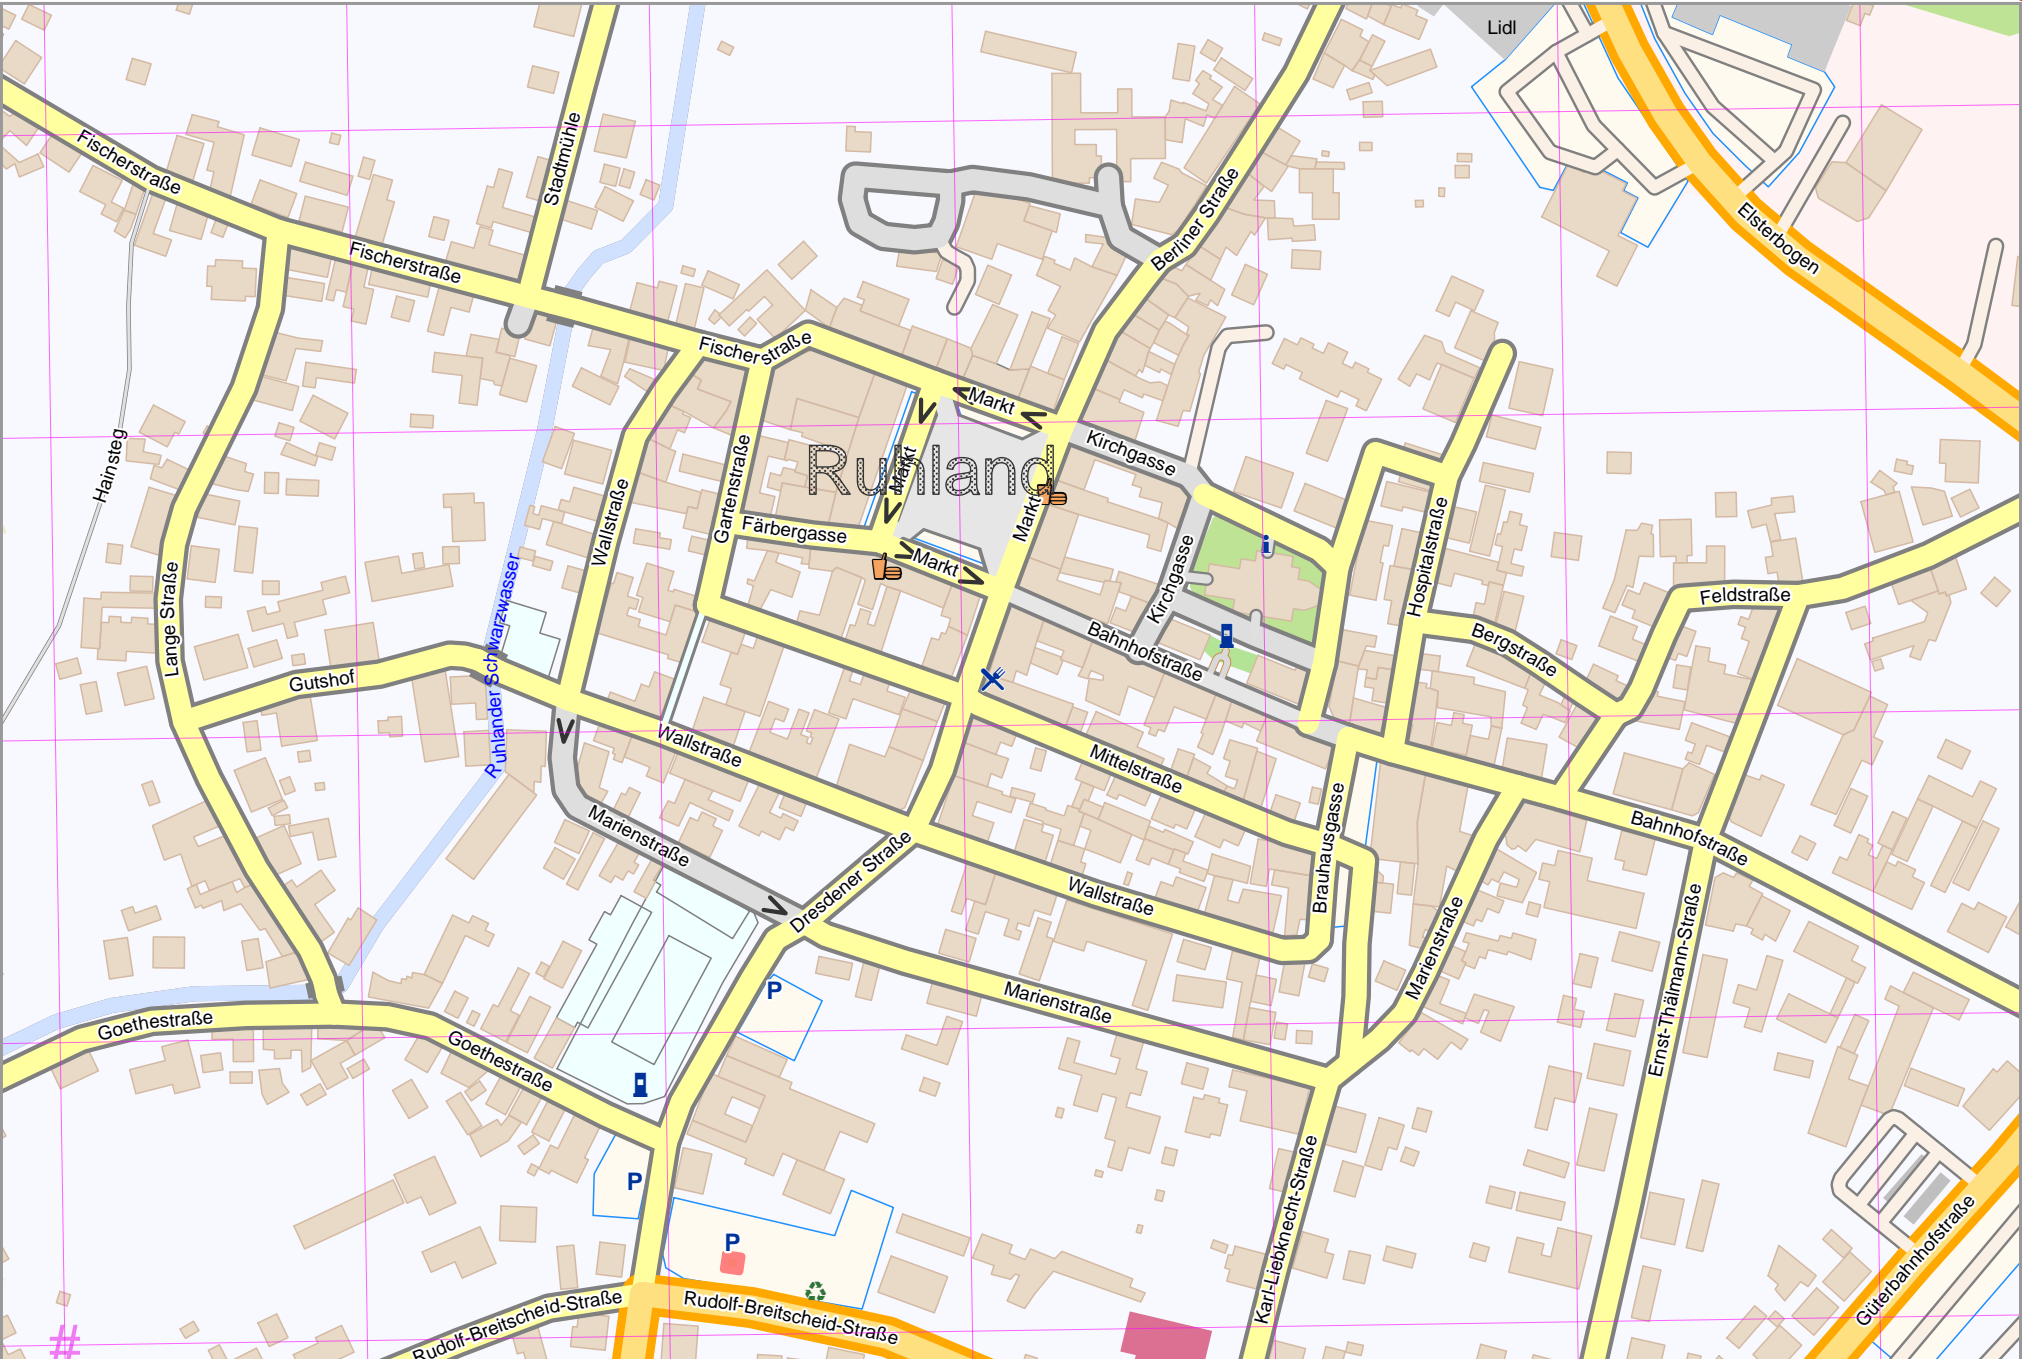 Lidl
Fischerstraße
Stadtmühle
Berliner Straße
Elsterbogen
Fischerstraße
Fischerstraße
Markt
Hainsteg
Kirchgasse
Ruhland
Markt
Gartenstraße
Wallstraße
Färbergasse
Markt
Markt
Kirchgasse
Hospitalstraße
Feldstraße
Lange Straße
Ruhlander Schwarzwasser
Bahnhofstraße
Bergstraße
Gutshof
Wallstraße
Mittelstraße
Marienstraße
Brauhausgasse
Bahnhofstraße
Dresdener Straße
Wallstraße
Marienstraße
Ernst-Thälmann-Straße
P
Marienstraße
Goethestraße
Goethestraße
P
P
Karl-Liebknecht-Straße
Güterbahnhofstraße
Rudolf-Breitscheid-Straße
Rudolf-Breitscheid-Straße
#